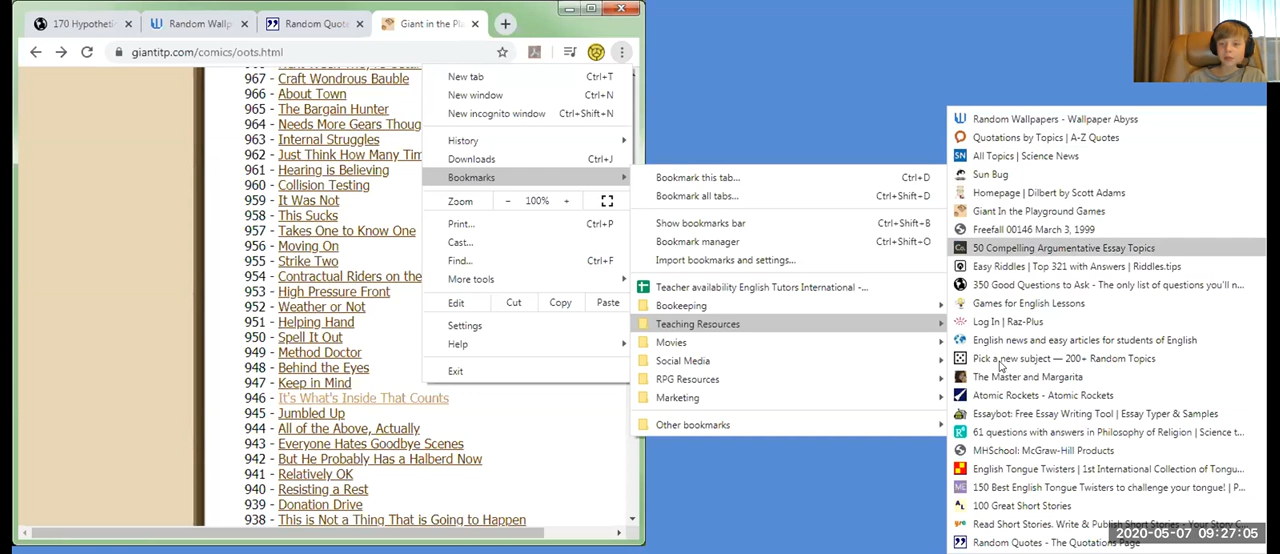 170 Hypotheti
Random Wallp
Random Quot
Giant in the Pla
giantitp.com/comics/oots.html
967 - Craft Wondrous Bauble
966 - About Town
965 - The Bargain Hunter
964 - Needs More Gears Thoug
963 - Internal Struggles
962 - Just Think How Many Tim
961 - Hearing is Believing
960 - Collision Testing
959 - It Was Not
958 - This Sucks
957 - Takes One to Know One
956 - Moving On
955 - Strike Two
954 - Contractual Riders on the
953 - High Pressure Front
952 - Weather or Not
951 - Helping Hand
950 - Spell It Out
949 - Method Doctor
948 - Behind the Eyes
947 - Keep in Mind
946 - It's What's Inside That Counts
945 - Jumbled Up
944 - All of the Above, Actually
943 - Everyone Hates Goodbye Scenes
942 - But He Probably Has a Halberd Now
941 - Relatively OK
940 - Resisting a Rest
939 - Donation Drive
938 - This is Not a Thing That is Going to Happen
New tab Ctrl+T
New window Ctrl+N
New incognito window Ctrl+Shift+N
History
Downloads Ctrl+J
Bookmarks
Zoom - 100% +
Print... Ctrl+P
Cast...
Find... Ctrl+F
More tools
Edit Cut Copy Paste
Settings
Help
Exit
Bookmark this tab... Ctrl+D
Bookmark all tabs... Ctrl+Shift+D
Show bookmarks bar Ctrl+Shift+B
Bookmark manager Ctrl+Shift+O
Import bookmarks and settings...
Teacher availability English Tutors International -...
Bookeeping
Teaching Resources
Movies
Social Media
RPG Resources
Marketing
Other bookmarks
Random Wallpapers - Wallpaper Abyss
Quotations by Topics | A-Z Quotes
All Topics | Science News
Sun Bug
Homepage | Dilbert by Scott Adams
Giant In the Playground Games
Freefall 00146 March 3, 1999
50 Compelling Argumentative Essay Topics
Easy Riddles | Top 321 with Answers | Riddles.tips
350 Good Questions to Ask - The only list of questions you'll n...
Games for English Lessons
Log In | Raz-Plus
English news and easy articles for students of English
Pick a new subject — 200+ Random Topics
The Master and Margarita
Atomic Rockets - Atomic Rockets
Essaybot: Free Essay Writing Tool | Essay Typer & Samples
61 questions with answers in Philosophy of Religion | Science t...
MHSchool: McGraw-Hill Products
English Tongue Twisters | 1st International Collection of Tongu...
150 Best English Tongue Twisters to challenge your tongue! | P...
100 Great Short Stories
Read Short Stories. Write & Publish Short Stories - Your Story C...
Random Quotes - The Quotations Page
2020-05-07 09:27:05